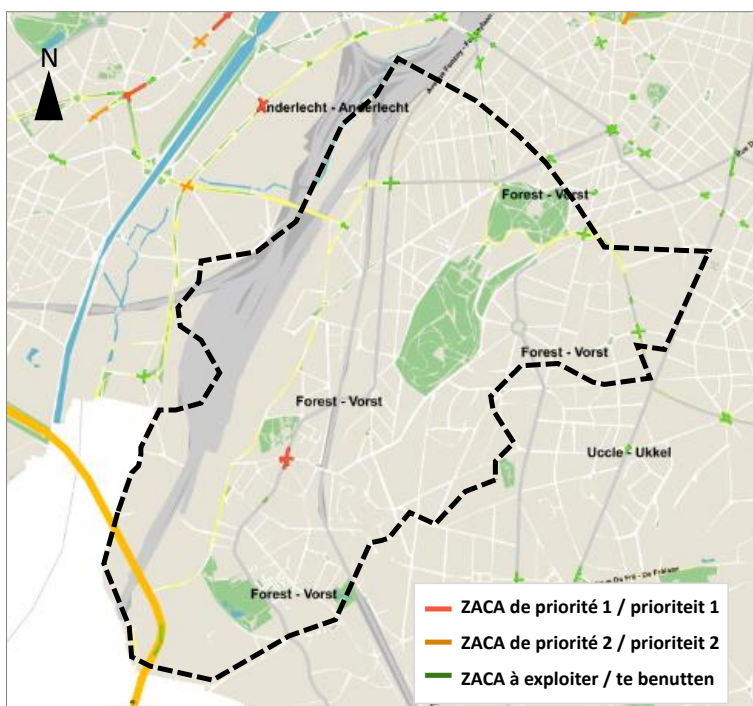 N
Anderlecht - Anderlecht
Forest - Vorst
Forest - Vorst
Forest - Vorst
Uccle - Ukkel
Forest - Vorst
ZACA de priorité 1 / prioriteit 1
ZACA de priorité 2 / prioriteit 2
ZACA à exploiter / te benutten